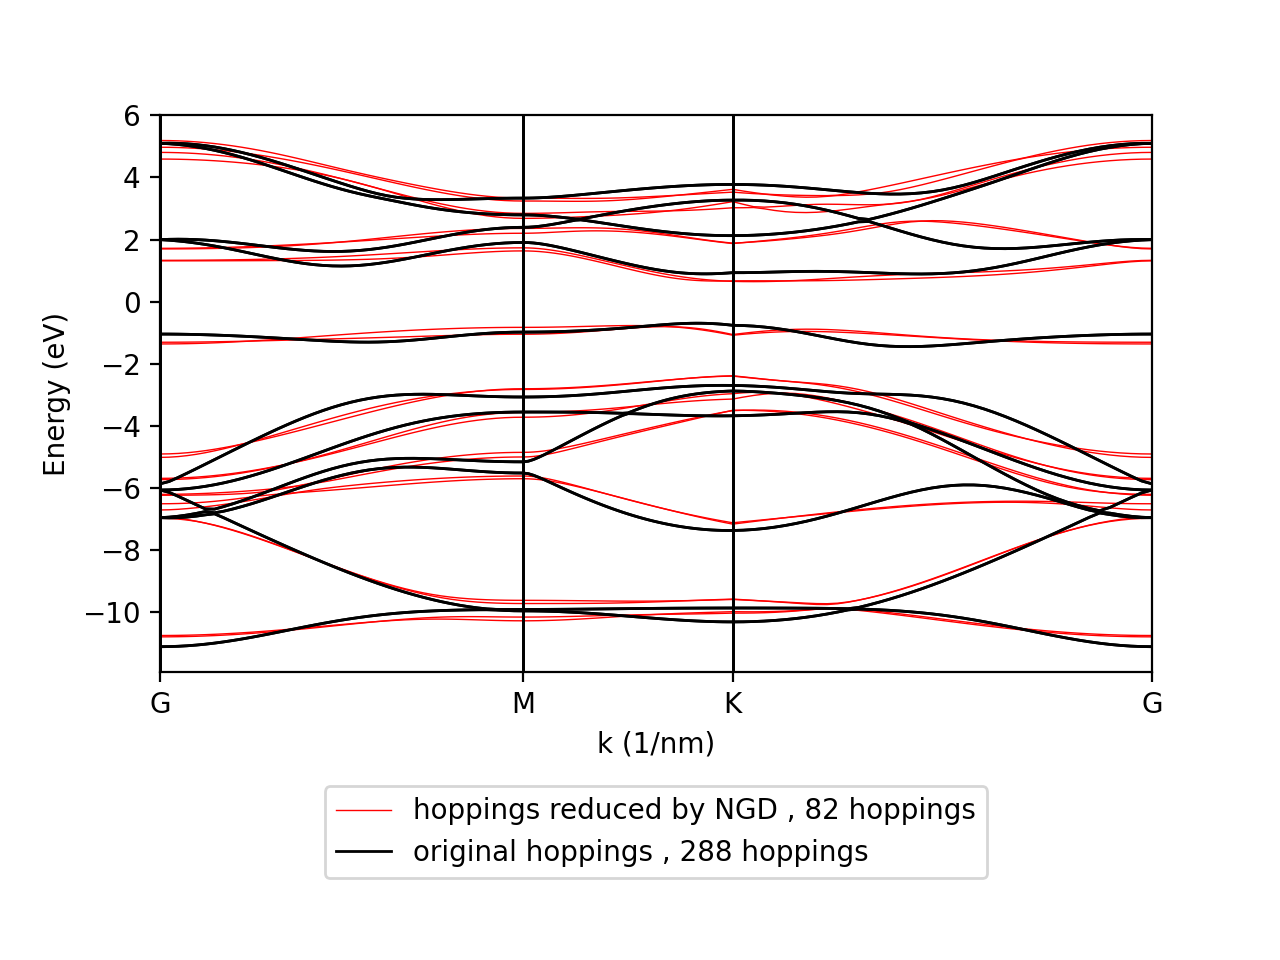 6
4
2
0
−2
−4
−6
−8
−10
Energy (eV)
G M K G
k (1/nm)
hoppings reduced by NGD , 82 hoppings
original hoppings , 288 hoppings